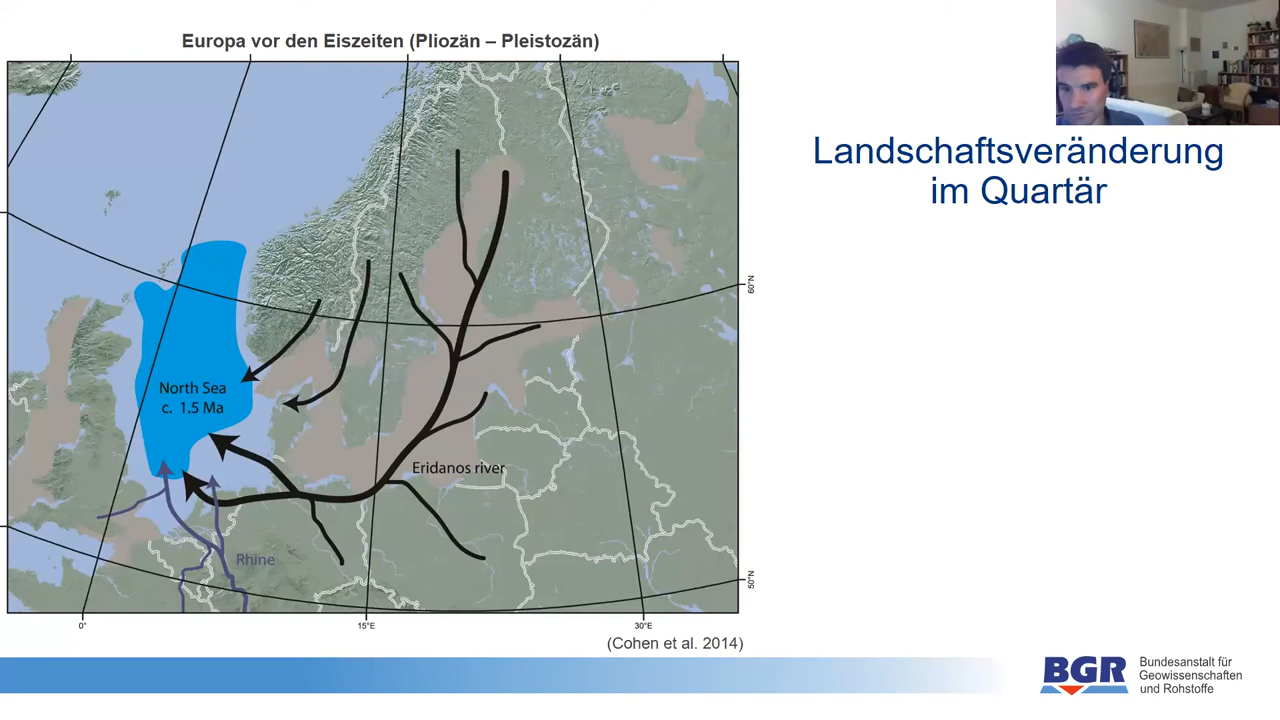 Europa vor den Eiszeiten (Pliozän – Pleistozän)
Landschaftsveränderung
im Quartär
60°N
North Sea
c. 1.5 Ma
Eridanos river
Rhine
50°N
0°
15°E
30°E
(Cohen et al. 2014)
BGR
Bundesanstalt für
Geowissenschaften
und Rohstoffe